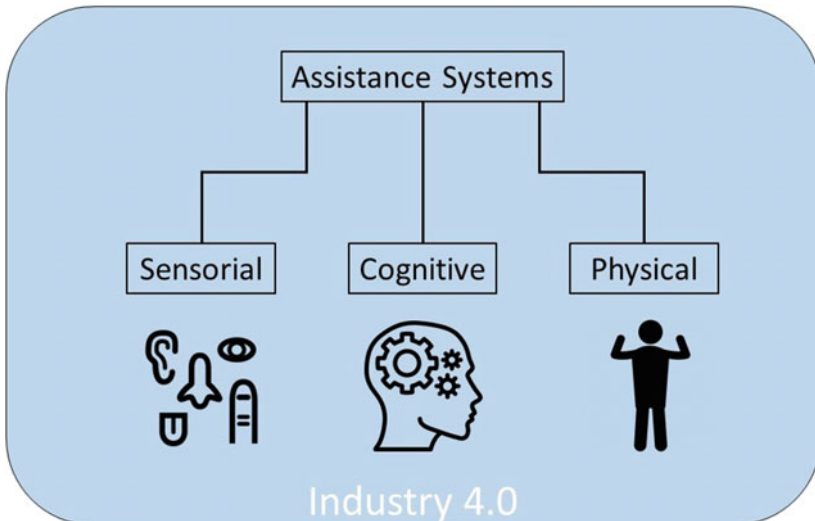 Assistance Systems
Sensorial
Cognitive
Physical
Industry 4.0